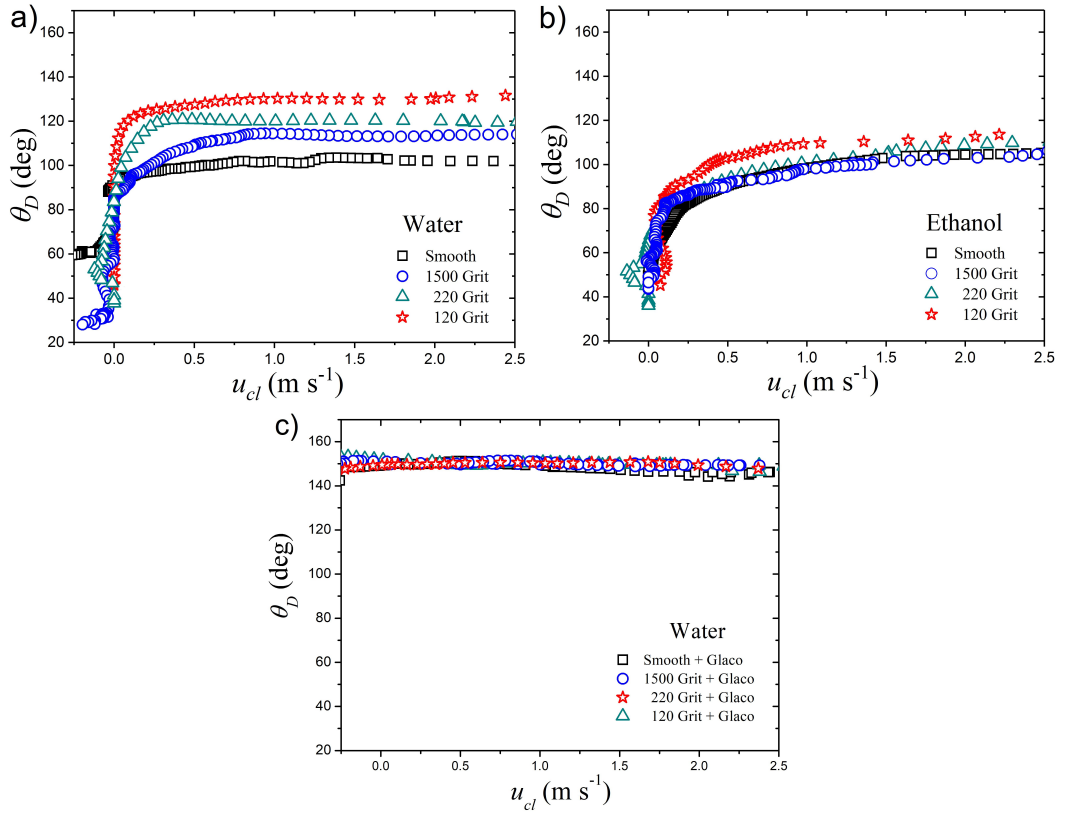 a)
160
140
120
100
80
60
40
20
θD (deg)
Water
Smooth
1500 Grit
220 Grit
120 Grit
0.0 0.5 1.0 1.5 2.0 2.5
ucl (m s-1)
b)
160
140
120
100
80
60
40
20
θD (deg)
Ethanol
Smooth
1500 Grit
220 Grit
120 Grit
0.0 0.5 1.0 1.5 2.0 2.5
ucl (m s-1)
c)
160
140
120
100
80
60
40
20
θD (deg)
Water
Smooth + Glaco
1500 Grit + Glaco
220 Grit + Glaco
120 Grit + Glaco
0.0 0.5 1.0 1.5 2.0 2.5
ucl (m s-1)